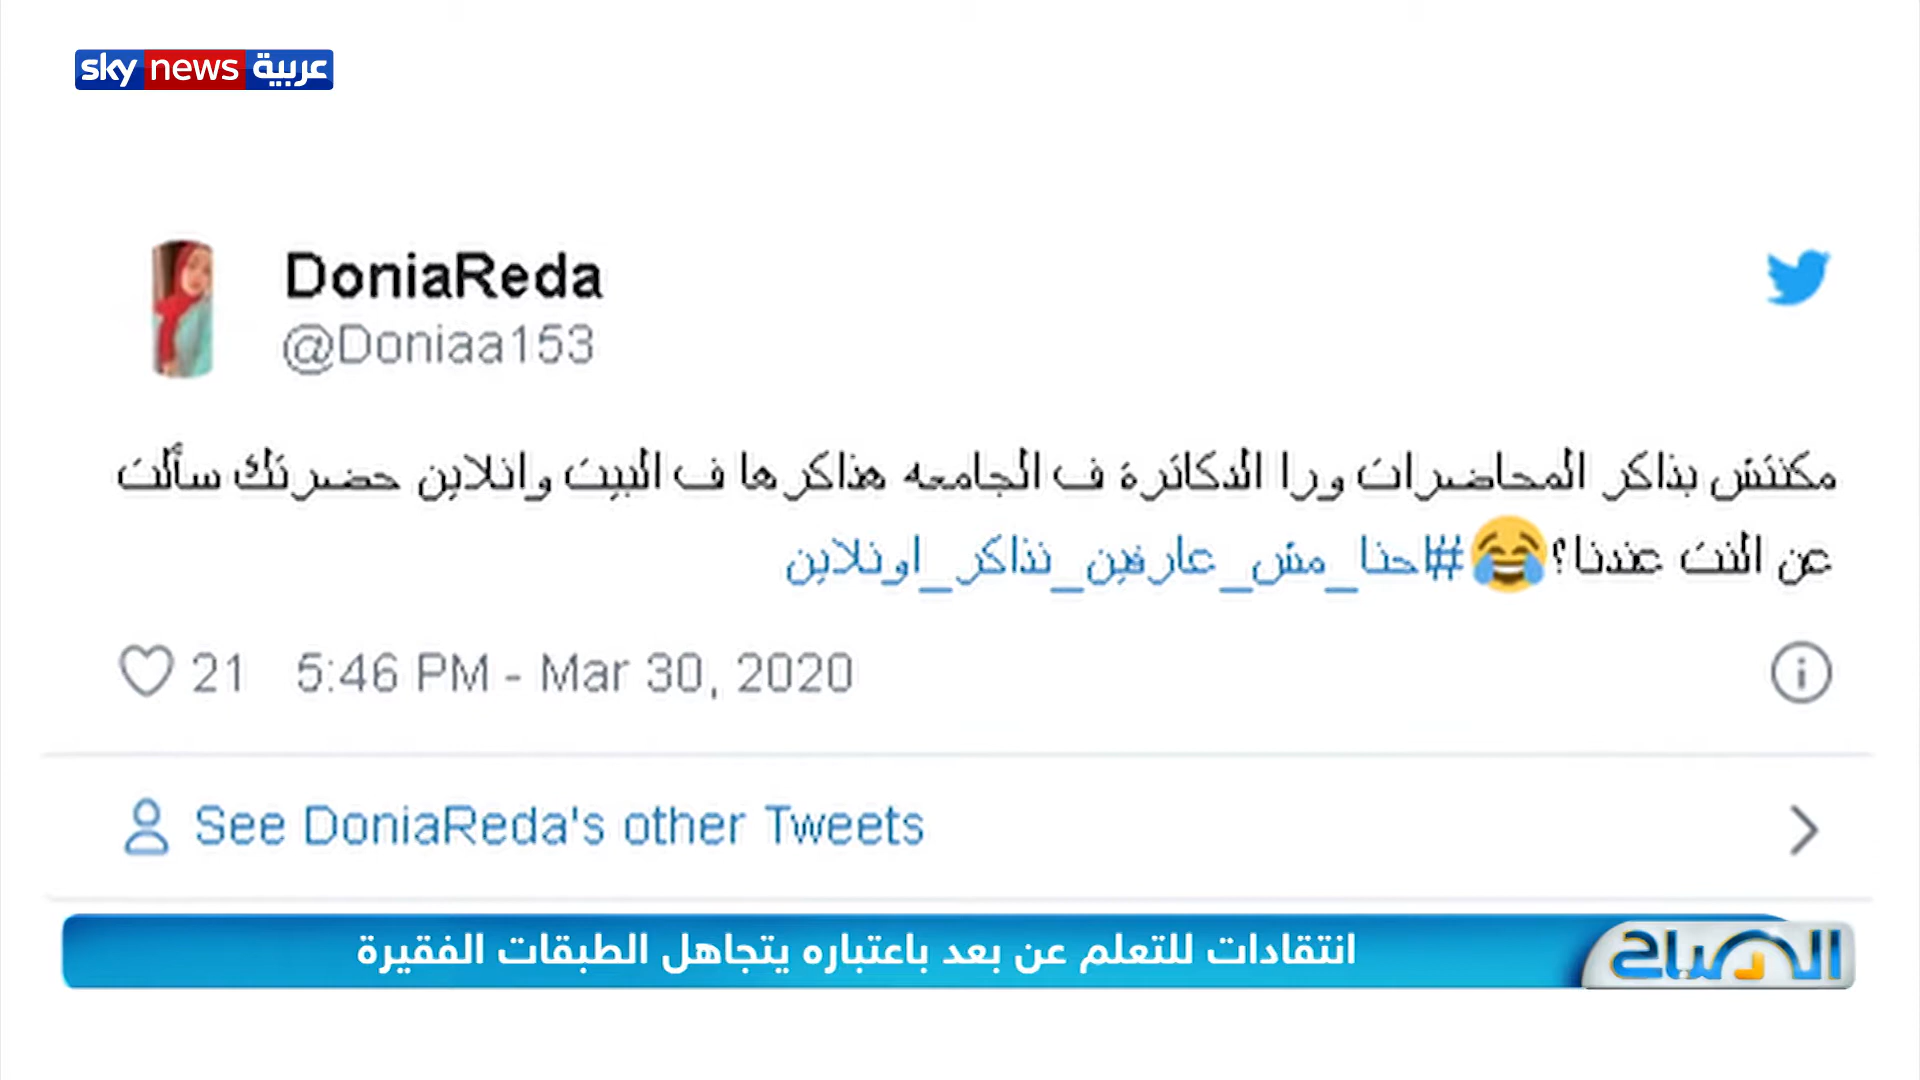 sky news عربية
DoniaReda
@Doniaa153
مكنتش بذاكر المحاضرات ورا الدكاترة ف الجامعه هذاكرها ف البيت وانلاين حضرتك سألت
عن النت عندنا؟😂#احنا_مش_عارفين_نذاكر_اونلاين
21 5:46 PM - Mar 30, 2020
See DoniaReda's other Tweets
انتقادات للتعلم عن بعد باعتباره يتجاهل الطبقات الفقيرة
الصباح